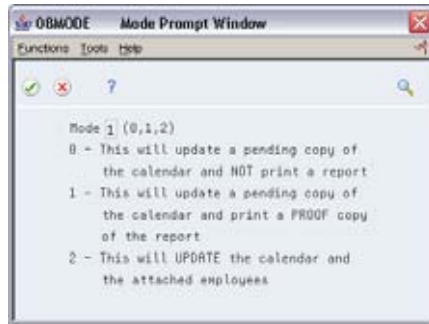 OBMODE Mode Prompt Window
Functions Tools Help
?
Mode 1 (0,1,2)
0 - This will update a pending copy of
the calendar and NOT print a report
1 - This will update a pending copy of
the calendar and print a PROOF copy
of the report
2 - This will UPDATE the calendar and
the attached employees